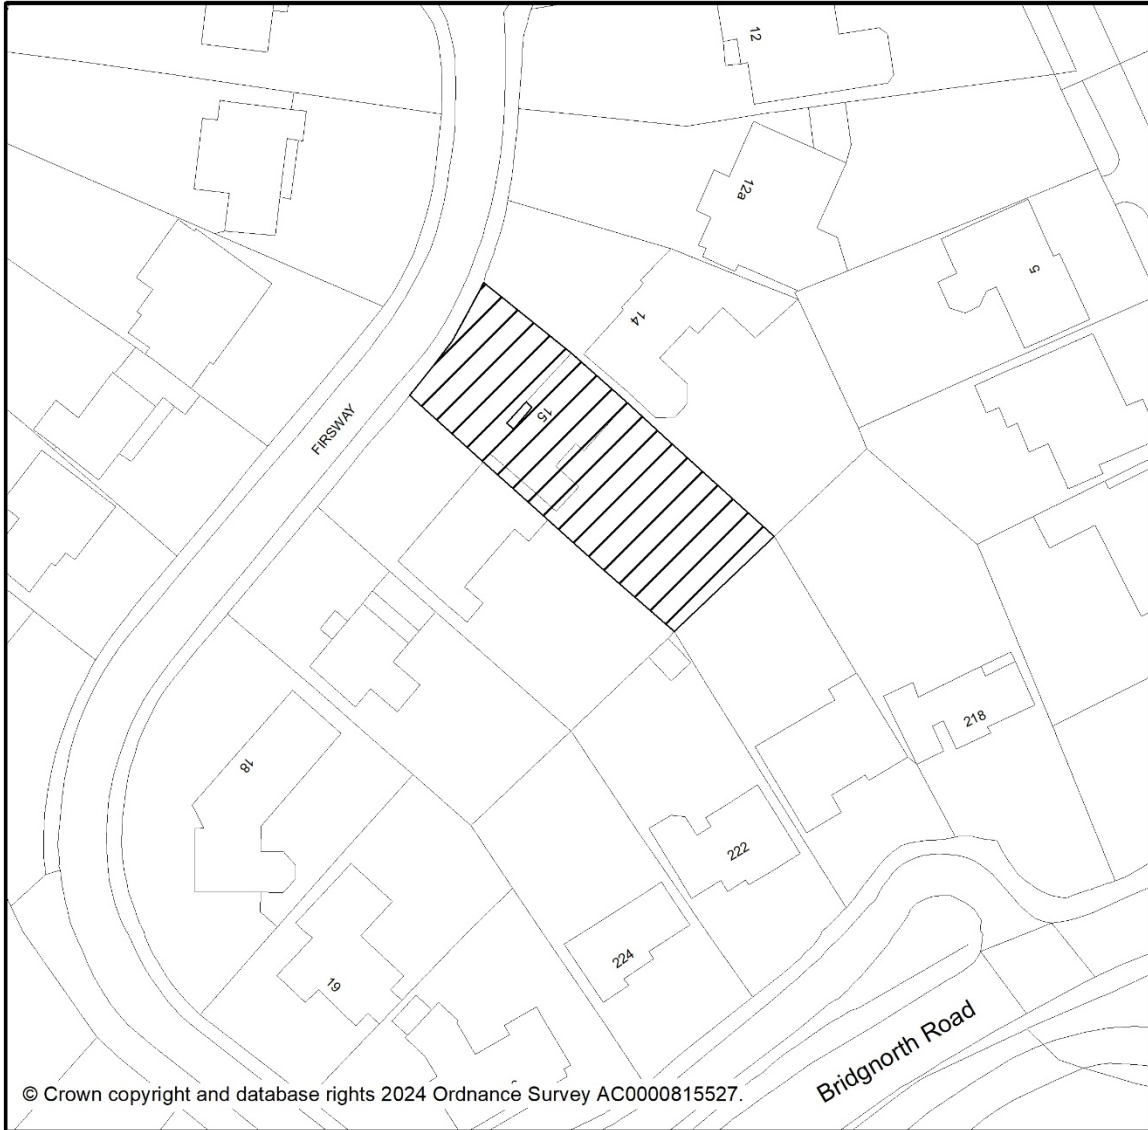 12
12a
5
14
15
FIRSWAY
218
18
222
224
19
Bridgnorth Road
© Crown copyright and database rights 2024 Ordnance Survey AC0000815527.